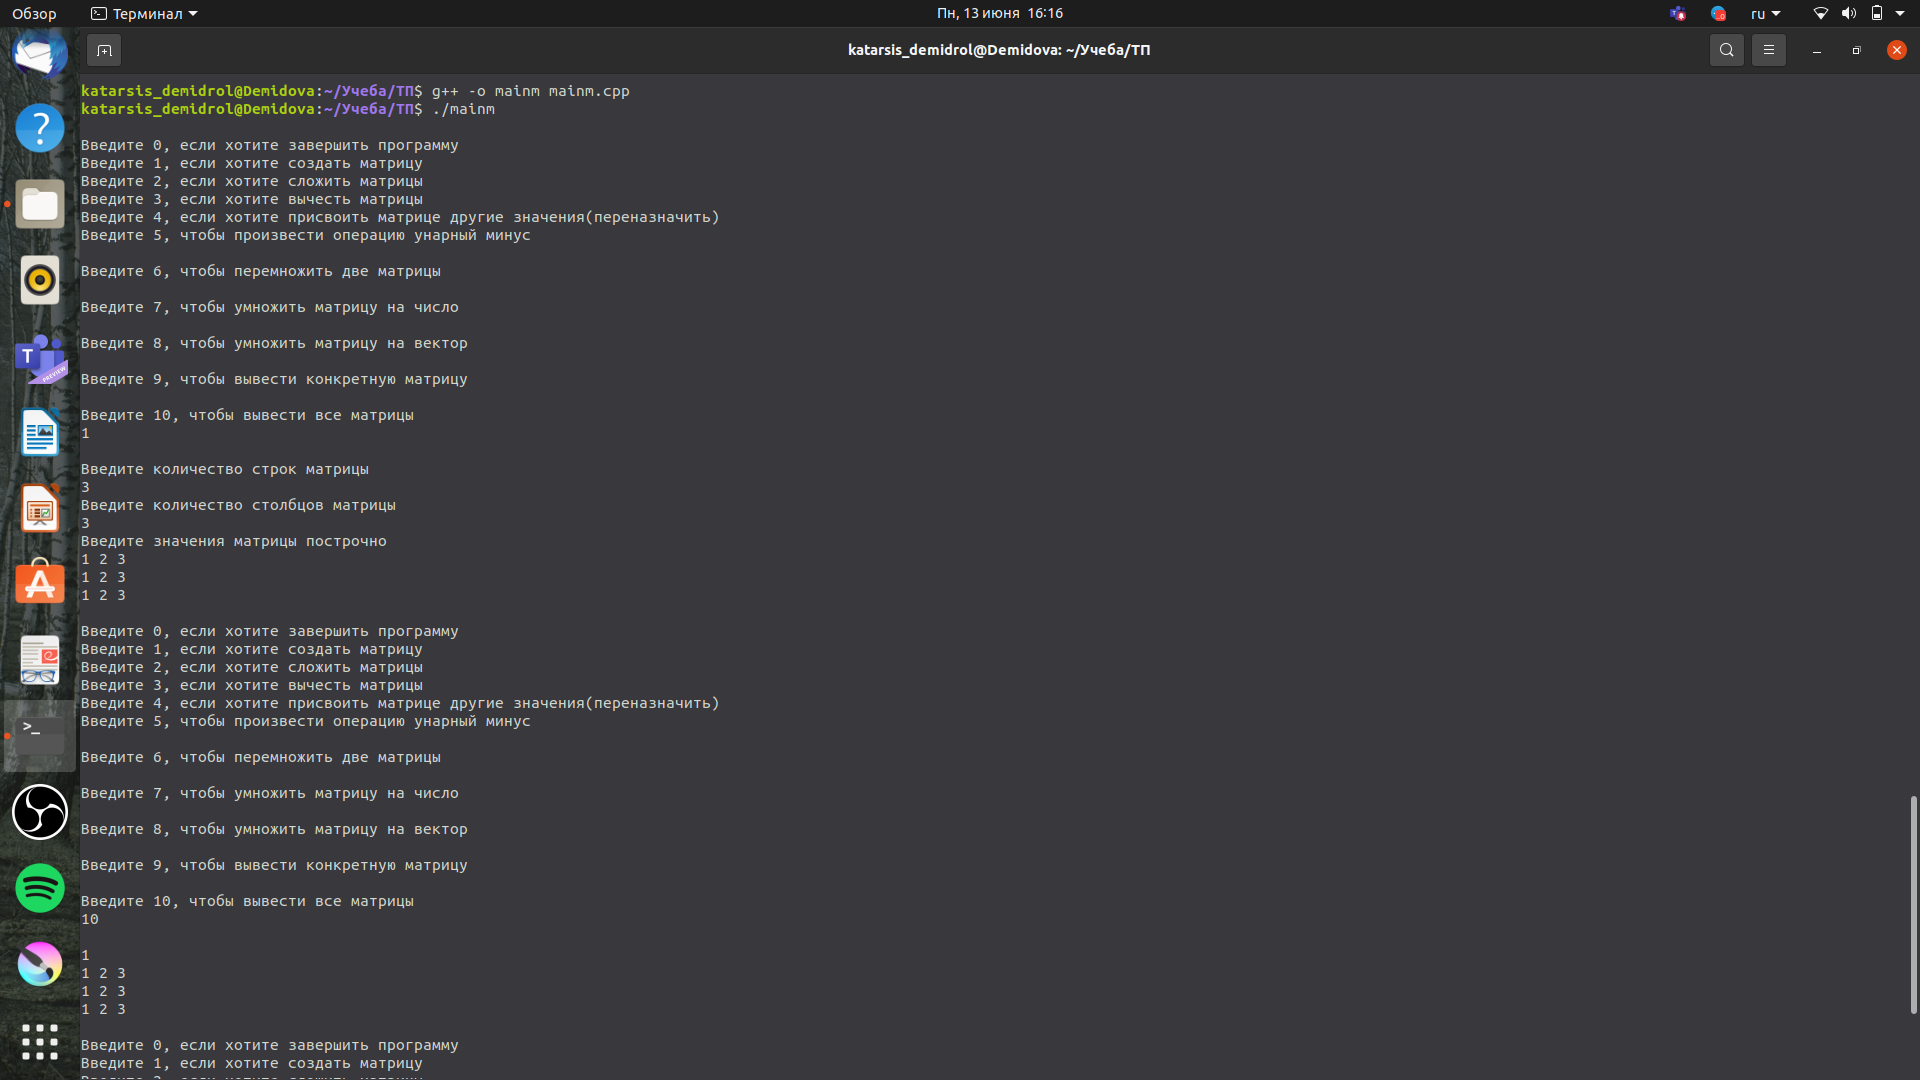 Обзор
Терминал
Пн, 13 июня 16:16
ru
katarsis_demidrol@Demidova: ~/Учеба/ТП
katarsis_demidrol@Demidova:~/Учеба/ТП$ g++ -o mainm mainm.cpp
katarsis_demidrol@Demidova:~/Учеба/ТП$ ./mainm
Введите 0, если хотите завершить программу
Введите 1, если хотите создать матрицу
Введите 2, если хотите сложить матрицы
Введите 3, если хотите вычесть матрицы
Введите 4, если хотите присвоить матрице другие значения(переназначить)
Введите 5, чтобы произвести операцию унарный минус
Введите 6, чтобы перемножить две матрицы
Введите 7, чтобы умножить матрицу на число
Введите 8, чтобы умножить матрицу на вектор
Введите 9, чтобы вывести конкретную матрицу
Введите 10, чтобы вывести все матрицы
1
Введите количество строк матрицы
3
Введите количество столбцов матрицы
3
Введите значения матрицы построчно
1 2 3
1 2 3
1 2 3
Введите 0, если хотите завершить программу
Введите 1, если хотите создать матрицу
Введите 2, если хотите сложить матрицы
Введите 3, если хотите вычесть матрицы
Введите 4, если хотите присвоить матрице другие значения(переназначить)
Введите 5, чтобы произвести операцию унарный минус
Введите 6, чтобы перемножить две матрицы
Введите 7, чтобы умножить матрицу на число
Введите 8, чтобы умножить матрицу на вектор
Введите 9, чтобы вывести конкретную матрицу
Введите 10, чтобы вывести все матрицы
10
1
1 2 3
1 2 3
1 2 3
Введите 0, если хотите завершить программу
Введите 1, если хотите создать матрицу